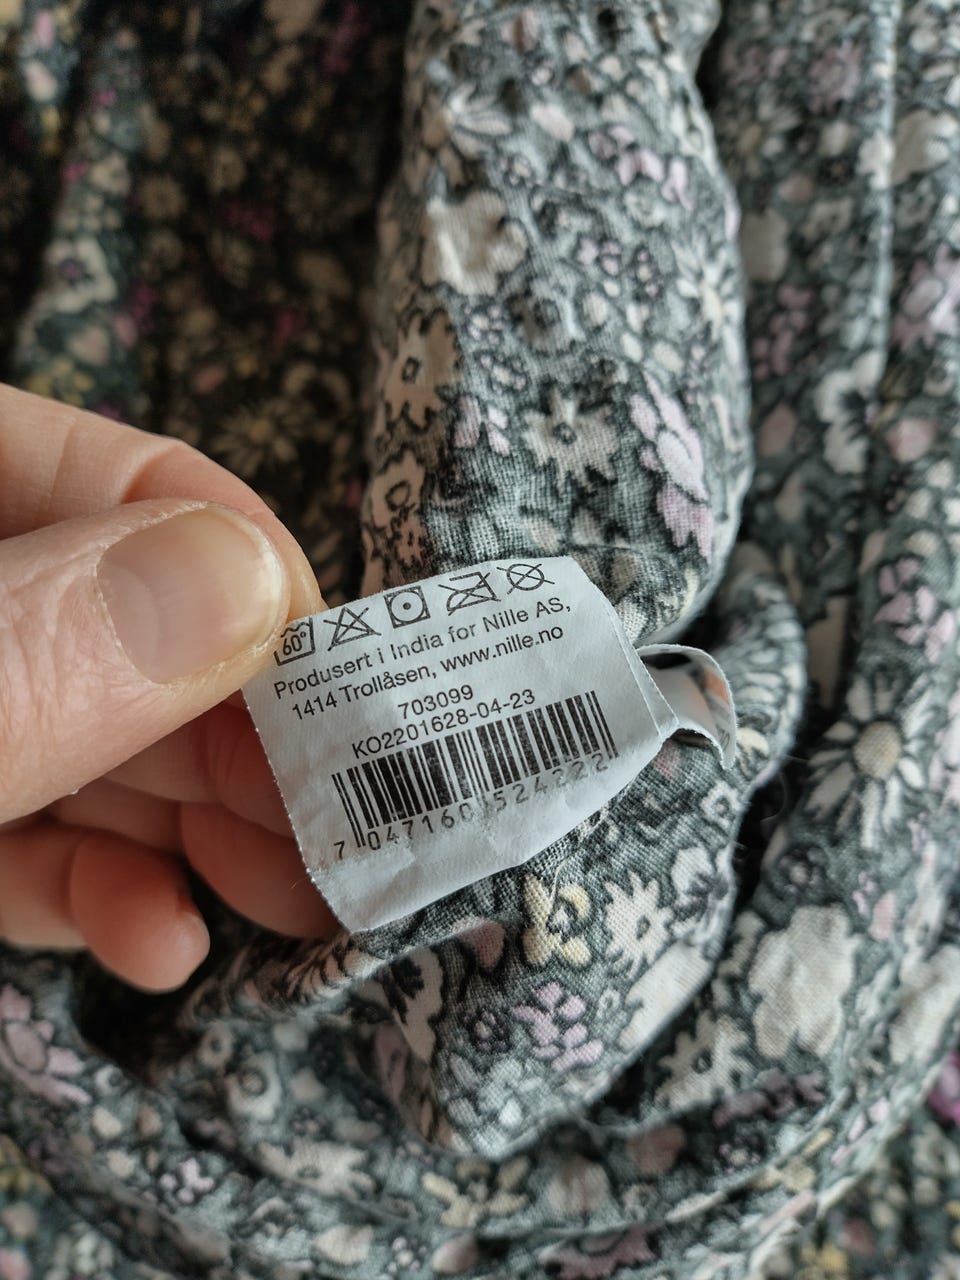 60°
Produsert i India for Nille AS,
1414 Trollåsen, www.nille.no
703099
KO2201628-04-23
7 047160 524222